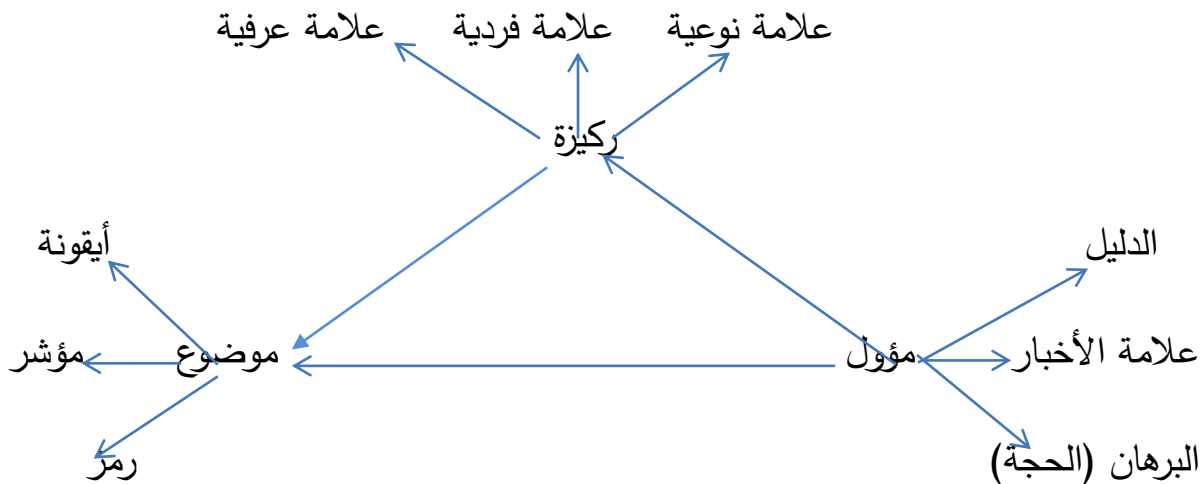 علامة نوعية
علامة فردية
علامة عرفية
ركيزة
الدليل
أيقونة
علامة الأخبار
مؤول
موضوع
مؤشر
البرهان (الحجة)
رمز